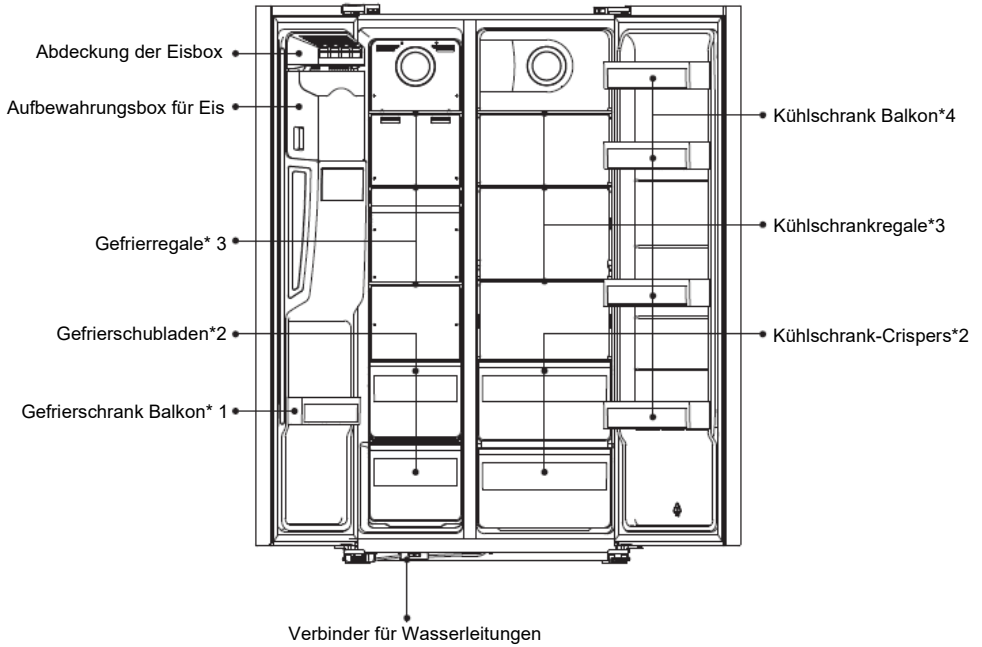 Abdeckung der Eisbox
Aufbewahrungsbox für Eis
Gefrierregale* 3
Gefrierschubladen*2
Gefrierschrank Balkon* 1
Kühlschrank Balkon*4
Kühlschrankregale*3
Kühlschrank-Crispers*2
Verbinder für Wasserleitungen